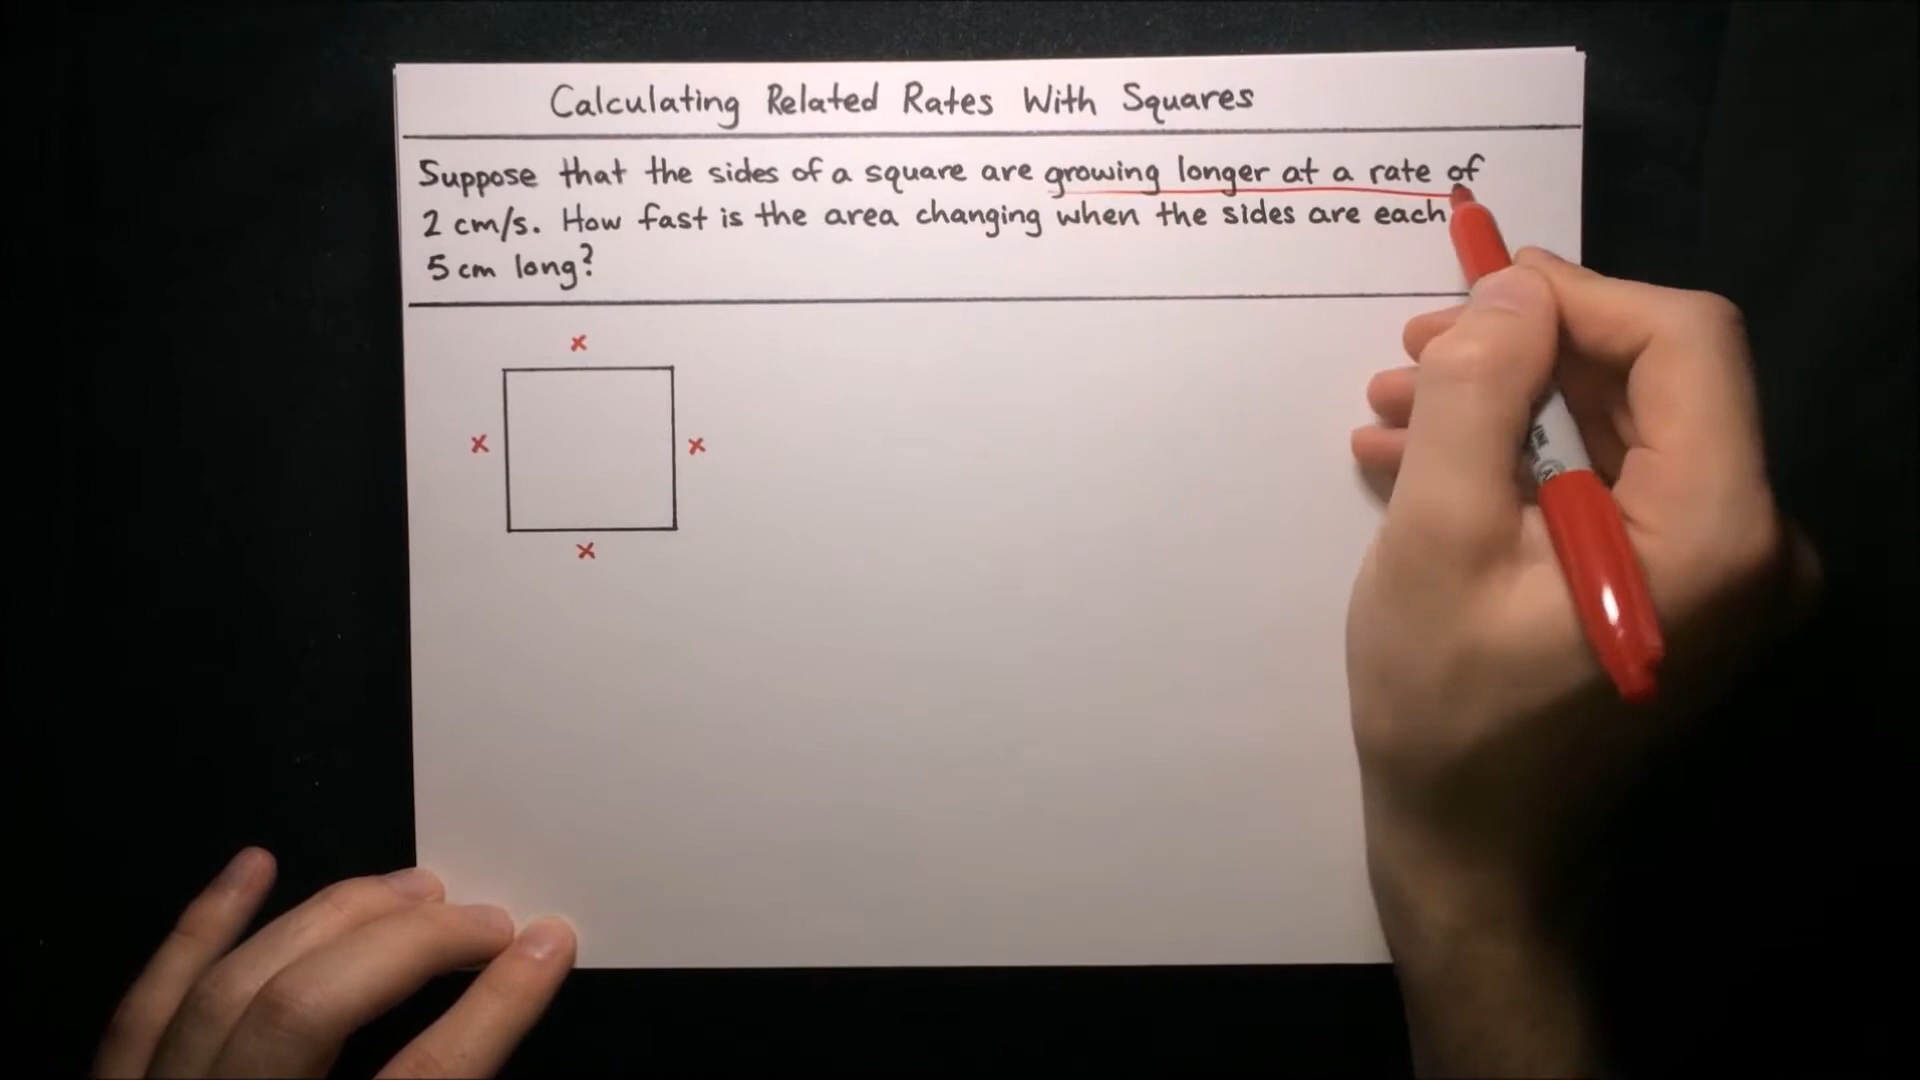 Calculating Related Rates With Squares
Suppose that the sides of a square are growing longer at a rate of
2 cm/s. How fast is the area changing when the sides are each
5 cm long?
x
x
x
x